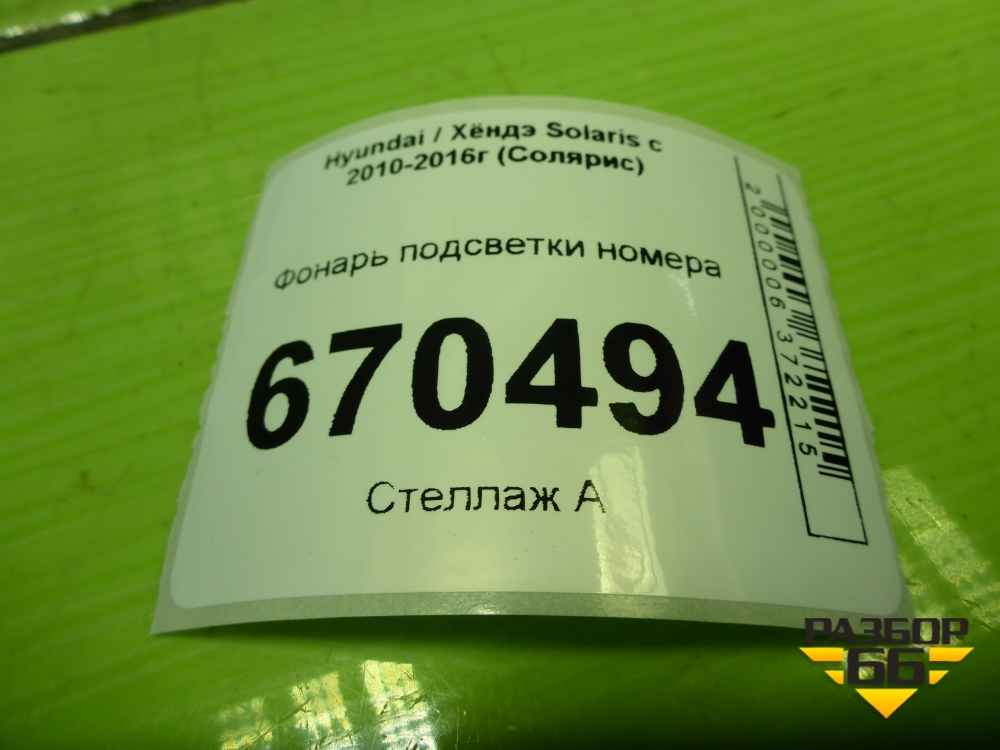 Hyundai / Хёндэ Solaris с
2010-2016г (Солярис)
Фонарь подсветки номера
670494
Стеллаж А
2000006372215
РАЗБОР
66